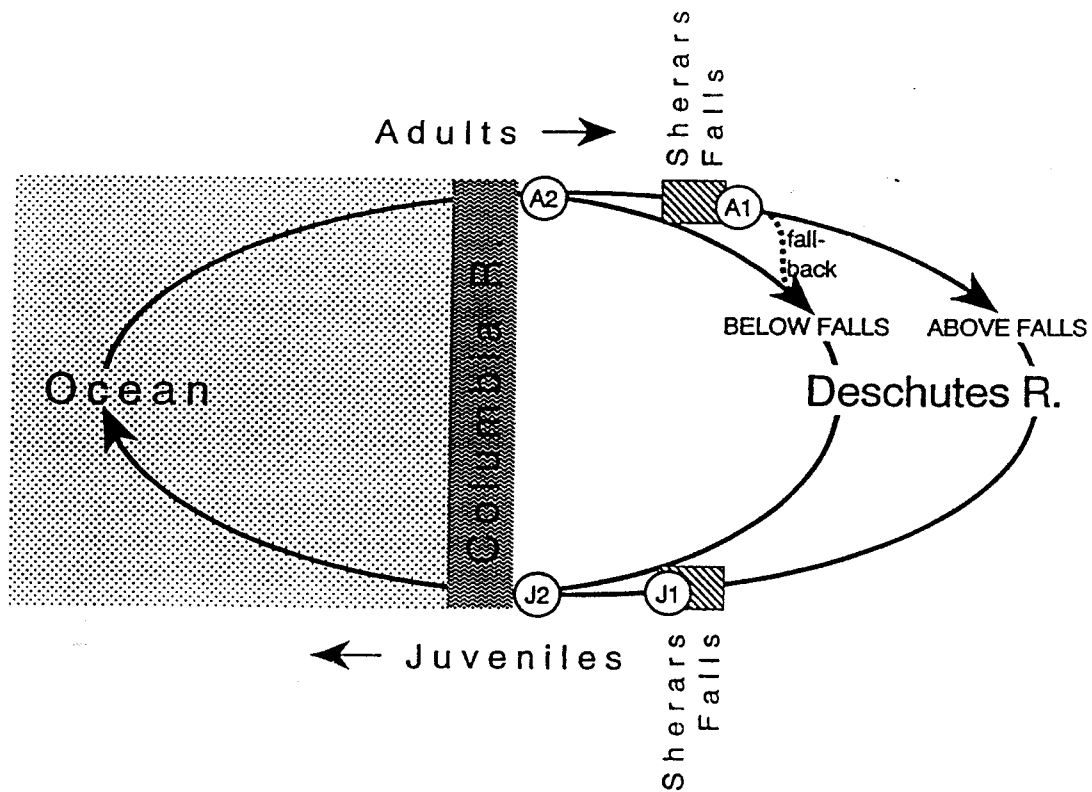 Sherars
Falls
Adults
A2
A1
fall-
back
BELOW FALLS
ABOVE FALLS
Columbia R.
Ocean
Deschutes R.
J2
J1
Juveniles
Sherars
Falls